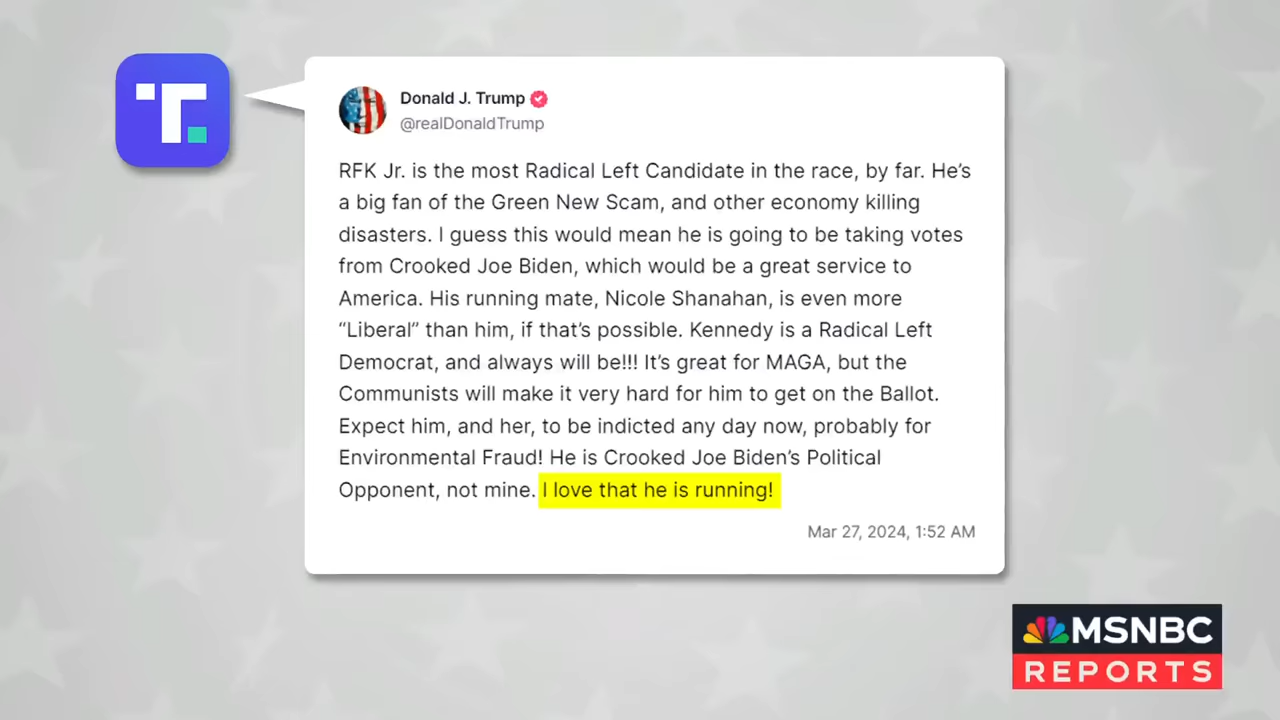 T.
Donald J. Trump
@realDonaldTrump
RFK Jr. is the most Radical Left Candidate in the race, by far. He’s
a big fan of the Green New Scam, and other economy killing
disasters. I guess this would mean he is going to be taking votes
from Crooked Joe Biden, which would be a great service to
America. His running mate, Nicole Shanahan, is even more
“Liberal” than him, if that’s possible. Kennedy is a Radical Left
Democrat, and always will be!!! It’s great for MAGA, but the
Communists will make it very hard for him to get on the Ballot.
Expect him, and her, to be indicted any day now, probably for
Environmental Fraud! He is Crooked Joe Biden’s Political
Opponent, not mine. I love that he is running!
Mar 27, 2024, 1:52 AM
MSNBC
REPORTS